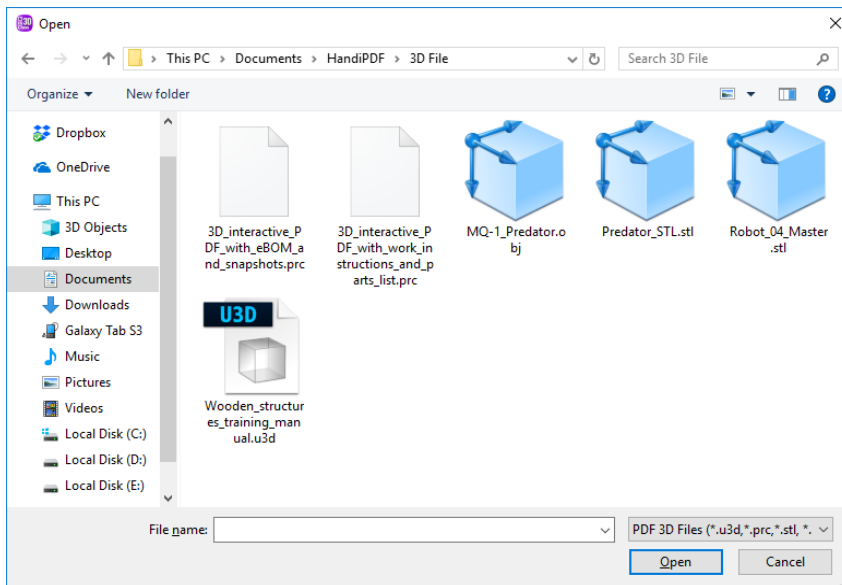 3D
Open
This PC > Documents > HandiPDF > 3D File
Search 3D File
Organize
New folder
Dropbox
OneDrive
This PC
3D Objects
Desktop
Documents
Downloads
Galaxy Tab S3
Music
Pictures
Videos
Local Disk (C:)
Local Disk (D:)
Local Disk (E:)
3D_interactive_P
DF_with_eBOM_a
nd_snapshots.prc
3D_interactive_P
DF_with_work_in
structions_and_p
arts_list.prc
MQ-1_Predator.o
bj
Predator_STL.stl
Robot_04_Master
.stl
U3D
Wooden_structur
es_training_man
ual.u3d
File name:
PDF 3D Files (*.u3d,*.prc,*.stl, *.
Open
Cancel